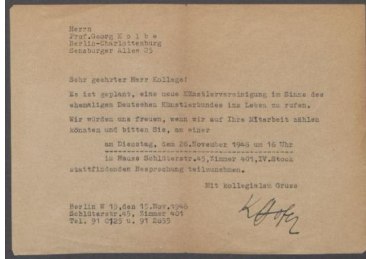 Herrn
Prof.Georg K o l b e
Berlin-Charlottenburg
Sensburger Allee 25
Sehr geehrter Herr Kollege!
Es ist geplant, eine neue Künstlervereinigung im Sinne des
ehemaligen Deutschen Künstlerbundes ins Leben zu rufen.
Wir würden uns freuen, wenn wir auf Ihre Mitarbeit zählen
könnten und bitten Sie, an einer
am Dienstag, den 26.November 1946 um 16 Uhr
im Hause Schlüterstr.45, Zimmer 401,IV.Stock
stattfindenden Besprechung teilzunehmen.
Mit kollegialem Gruss
KHofer
Berlin W 15,den 15.Nov.1946
Schlüterstr.45, Zimmer 401
Tel. 91 0129 u. 91 2655